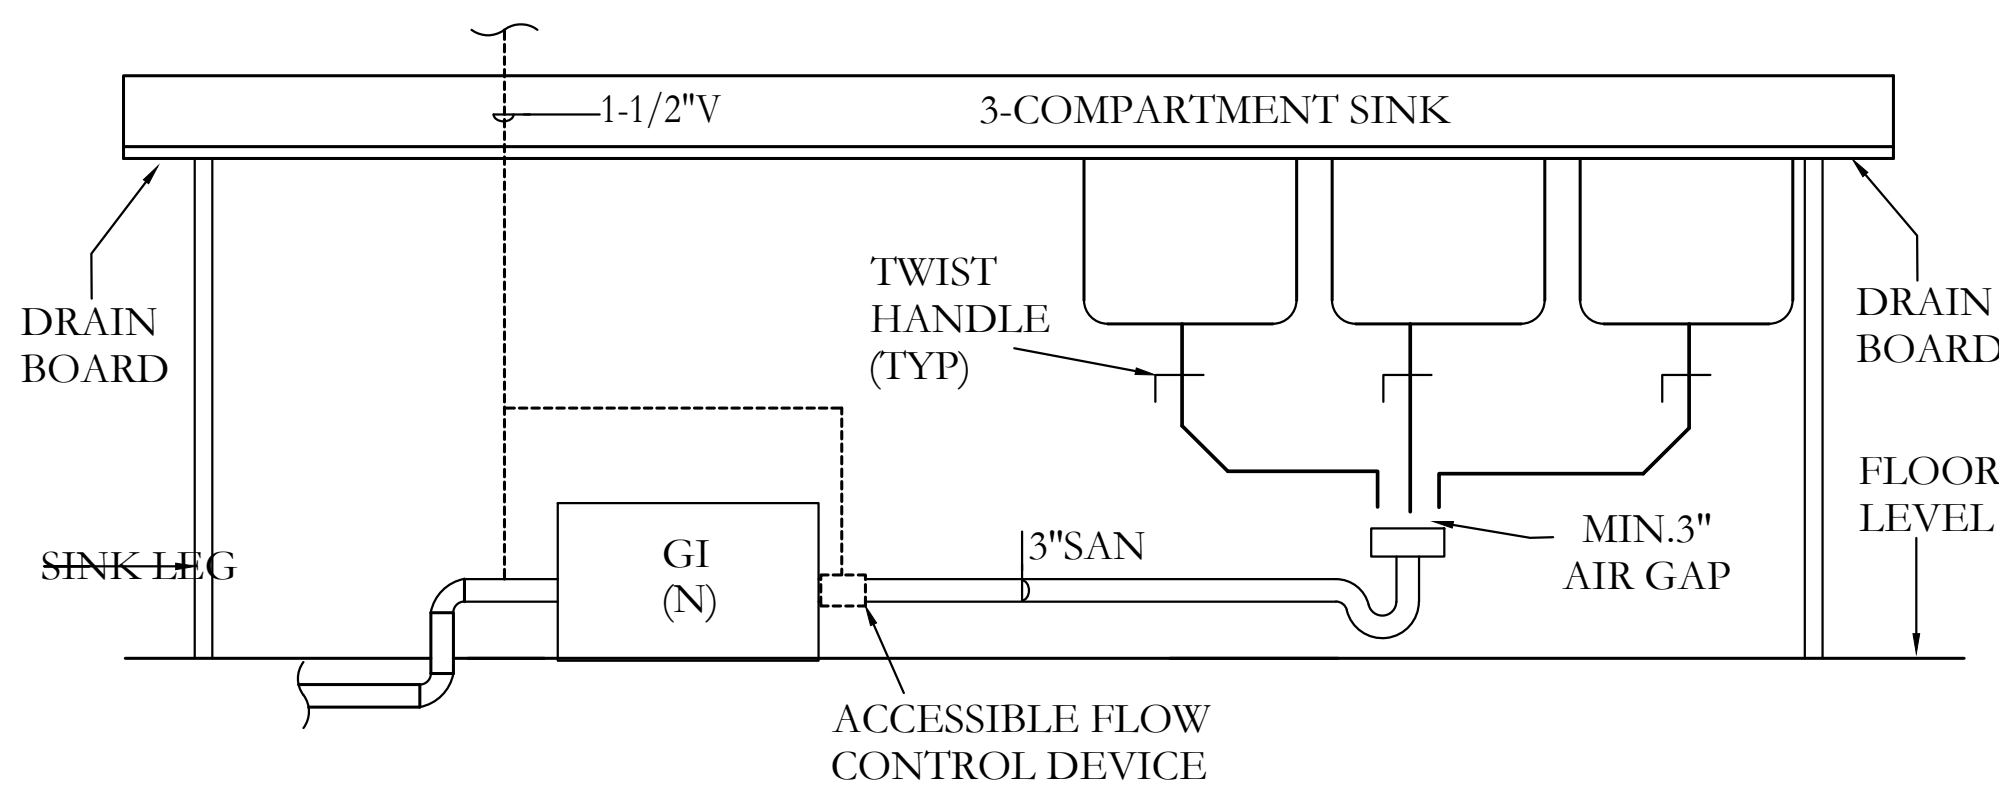 1-1/2"V
3-COMPARTMENT SINK
TWIST
HANDLE
(TYP)
DRAIN
BOARD
DRAIN
BOARD
FLOOR
LEVEL
SINK LEG
GI
(N)
3"SAN
MIN.3"
AIR GAP
ACCESSIBLE FLOW
CONTROL DEVICE